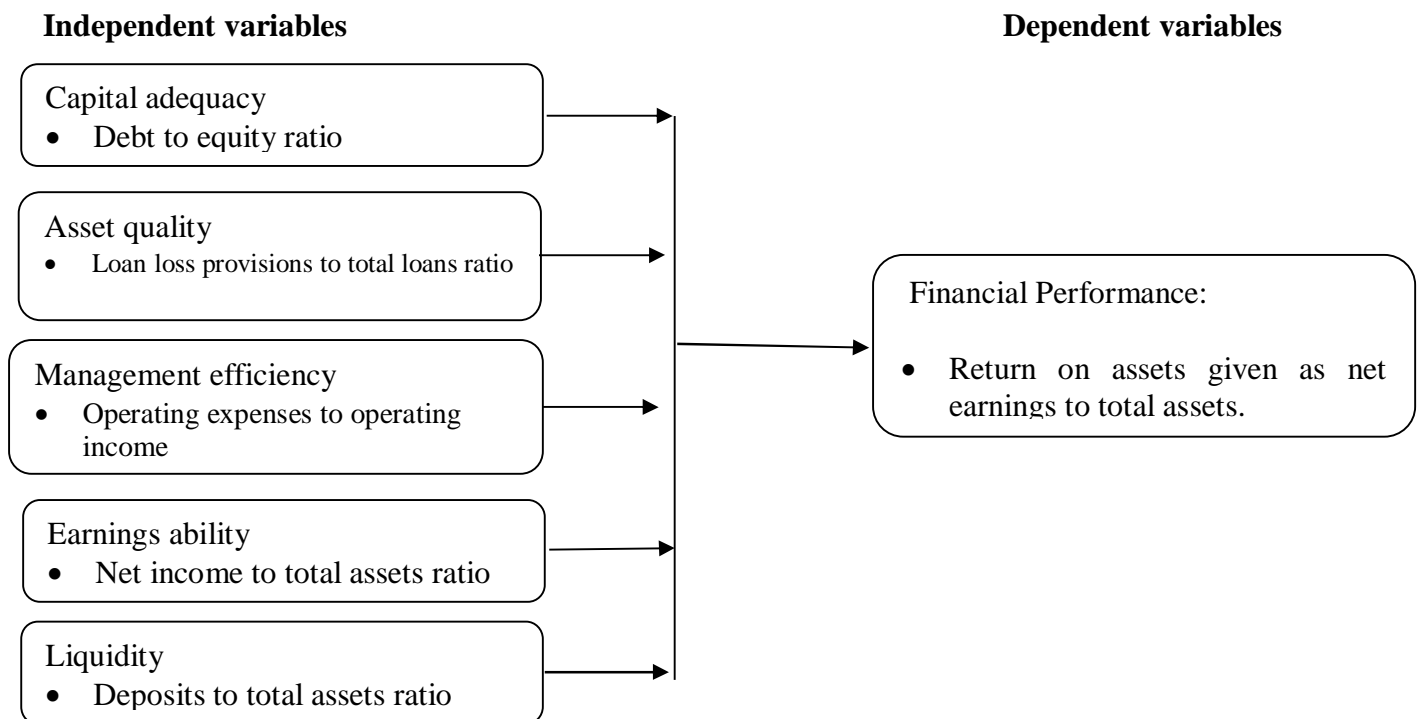 Independent variables
Dependent variables
Capital adequacy
• Debt to equity ratio
Asset quality
• Loan loss provisions to total loans ratio
Management efficiency
• Operating expenses to operating
income
Earnings ability
• Net income to total assets ratio
Liquidity
• Deposits to total assets ratio
Financial Performance:
• Return on assets given as net
earnings to total assets.